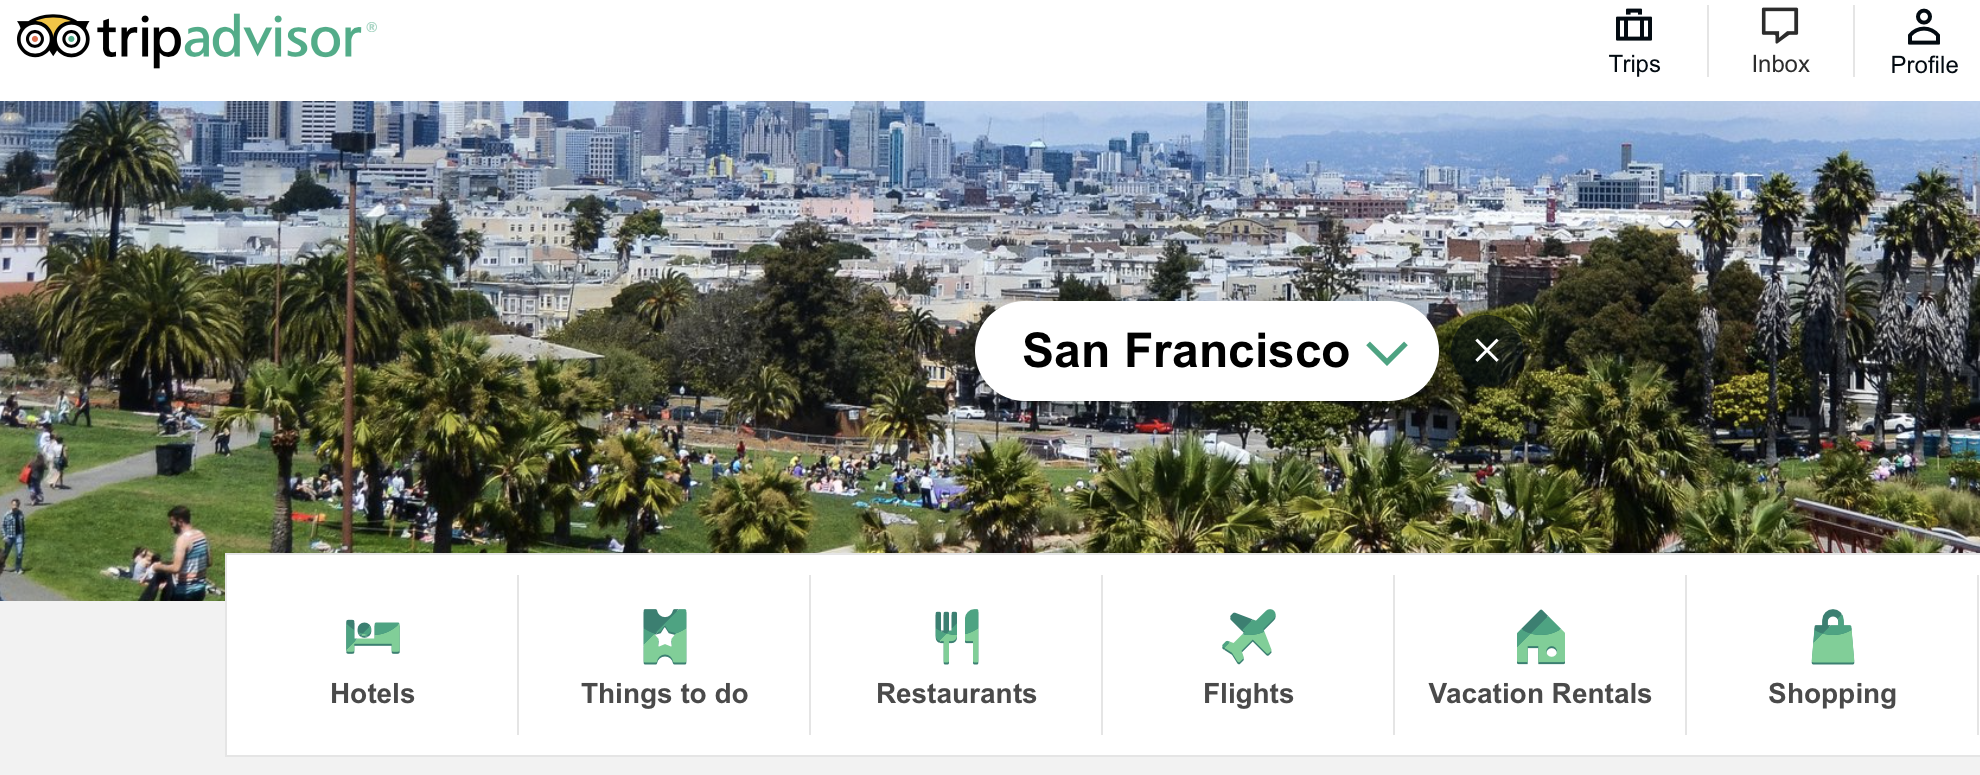 tripadvisor®
Trips
Inbox
Profile
San Francisco
Hotels
Things to do
Restaurants
Flights
Vacation Rentals
Shopping